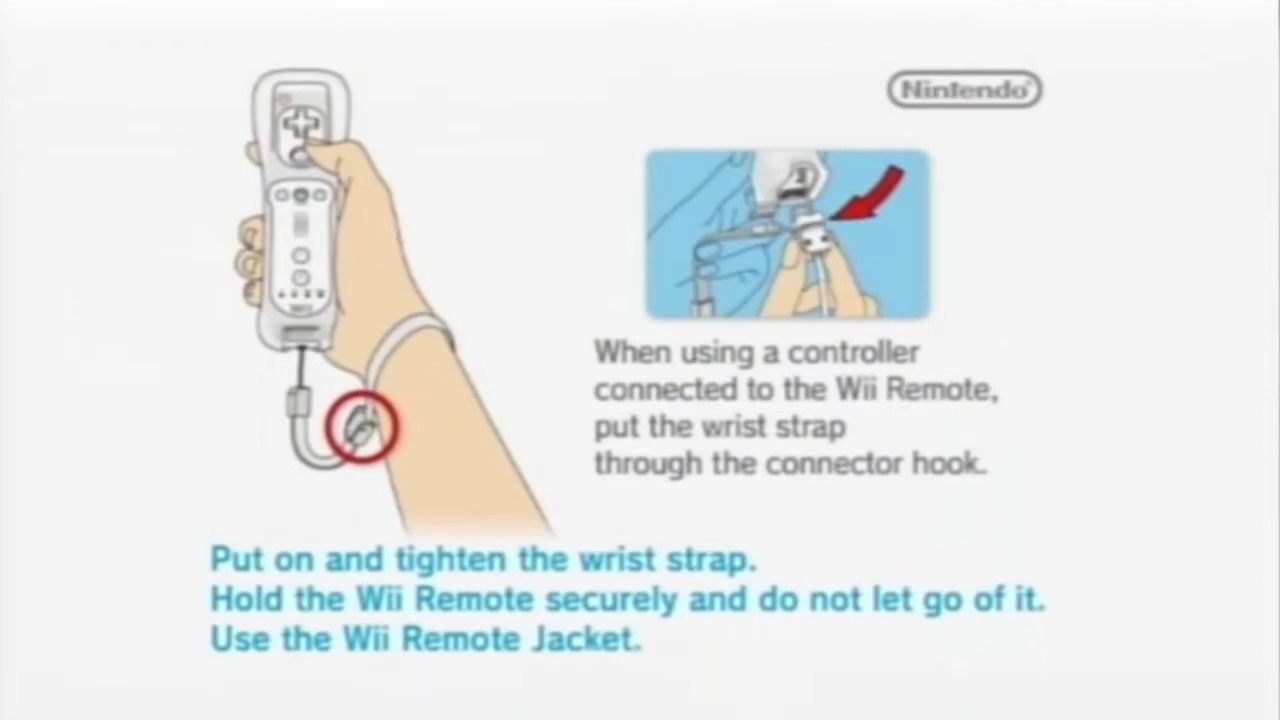 Nintendo
When using a controller
connected to the Wii Remote,
put the wrist strap
through the connector hook.
Put on and tighten the wrist strap.
Hold the Wii Remote securely and do not let go of it.
Use the Wii Remote Jacket.